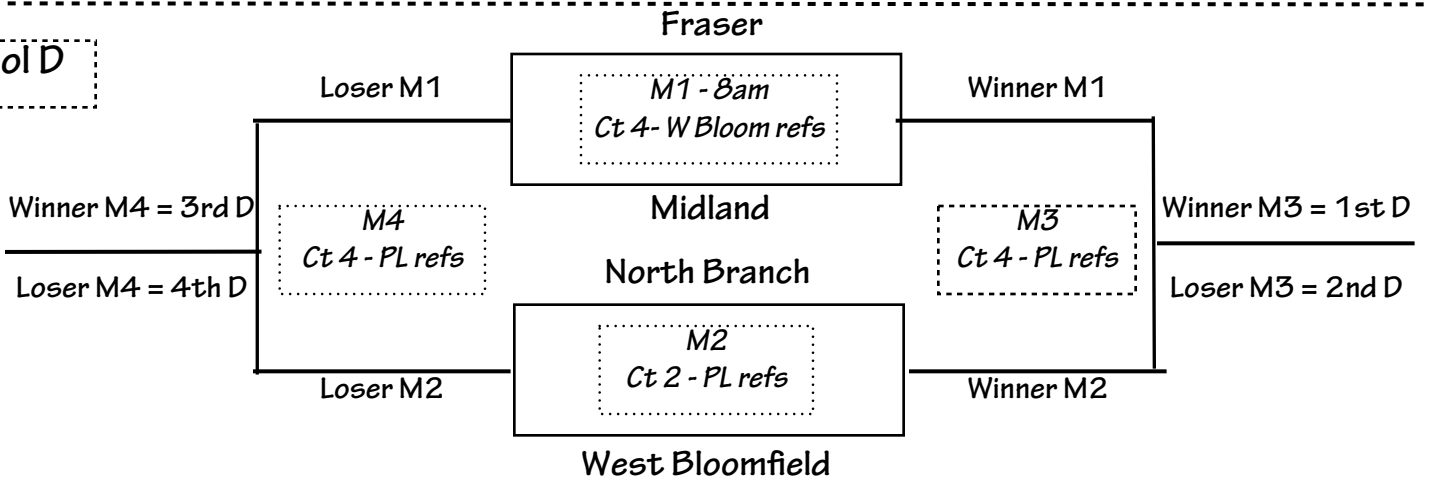 Fraser
ol D
Loser M1
M1 - 8am
Winner M1
Ct 4- W Bloom refs
Winner M4 = 3rd D
M4
Midland
M3
Winner M3 = 1st D
Ct 4 - PL refs
Ct 4 - PL refs
Loser M4 = 4th D
North Branch
Loser M3 = 2nd D
M2
Ct 2 - PL refs
Loser M2
Winner M2
West Bloomfield